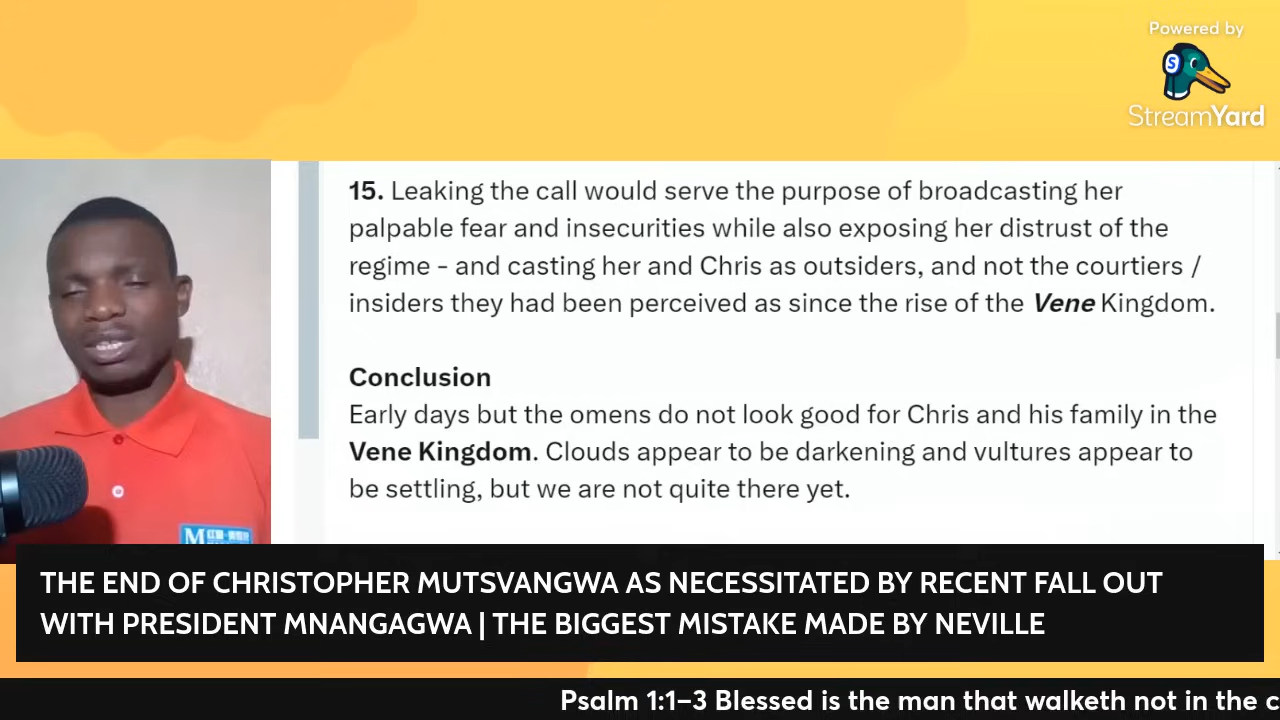 Powered by
S
StreamYard
15. Leaking the call would serve the purpose of broadcasting her
palpable fear and insecurities while also exposing her distrust of the
regime - and casting her and Chris as outsiders, and not the courtiers /
insiders they had been perceived as since the rise of the Vene Kingdom.
Conclusion
Early days but the omens do not look good for Chris and his family in the
Vene Kingdom. Clouds appear to be darkening and vultures appear to
be settling, but we are not quite there yet.
M
THE END OF CHRISTOPHER MUTSVANGWA AS NECESSITATED BY RECENT FALL OUT
WITH PRESIDENT MNANGAGWA | THE BIGGEST MISTAKE MADE BY NEVILLE
Psalm 1:1–3 Blessed is the man that walketh not in the c